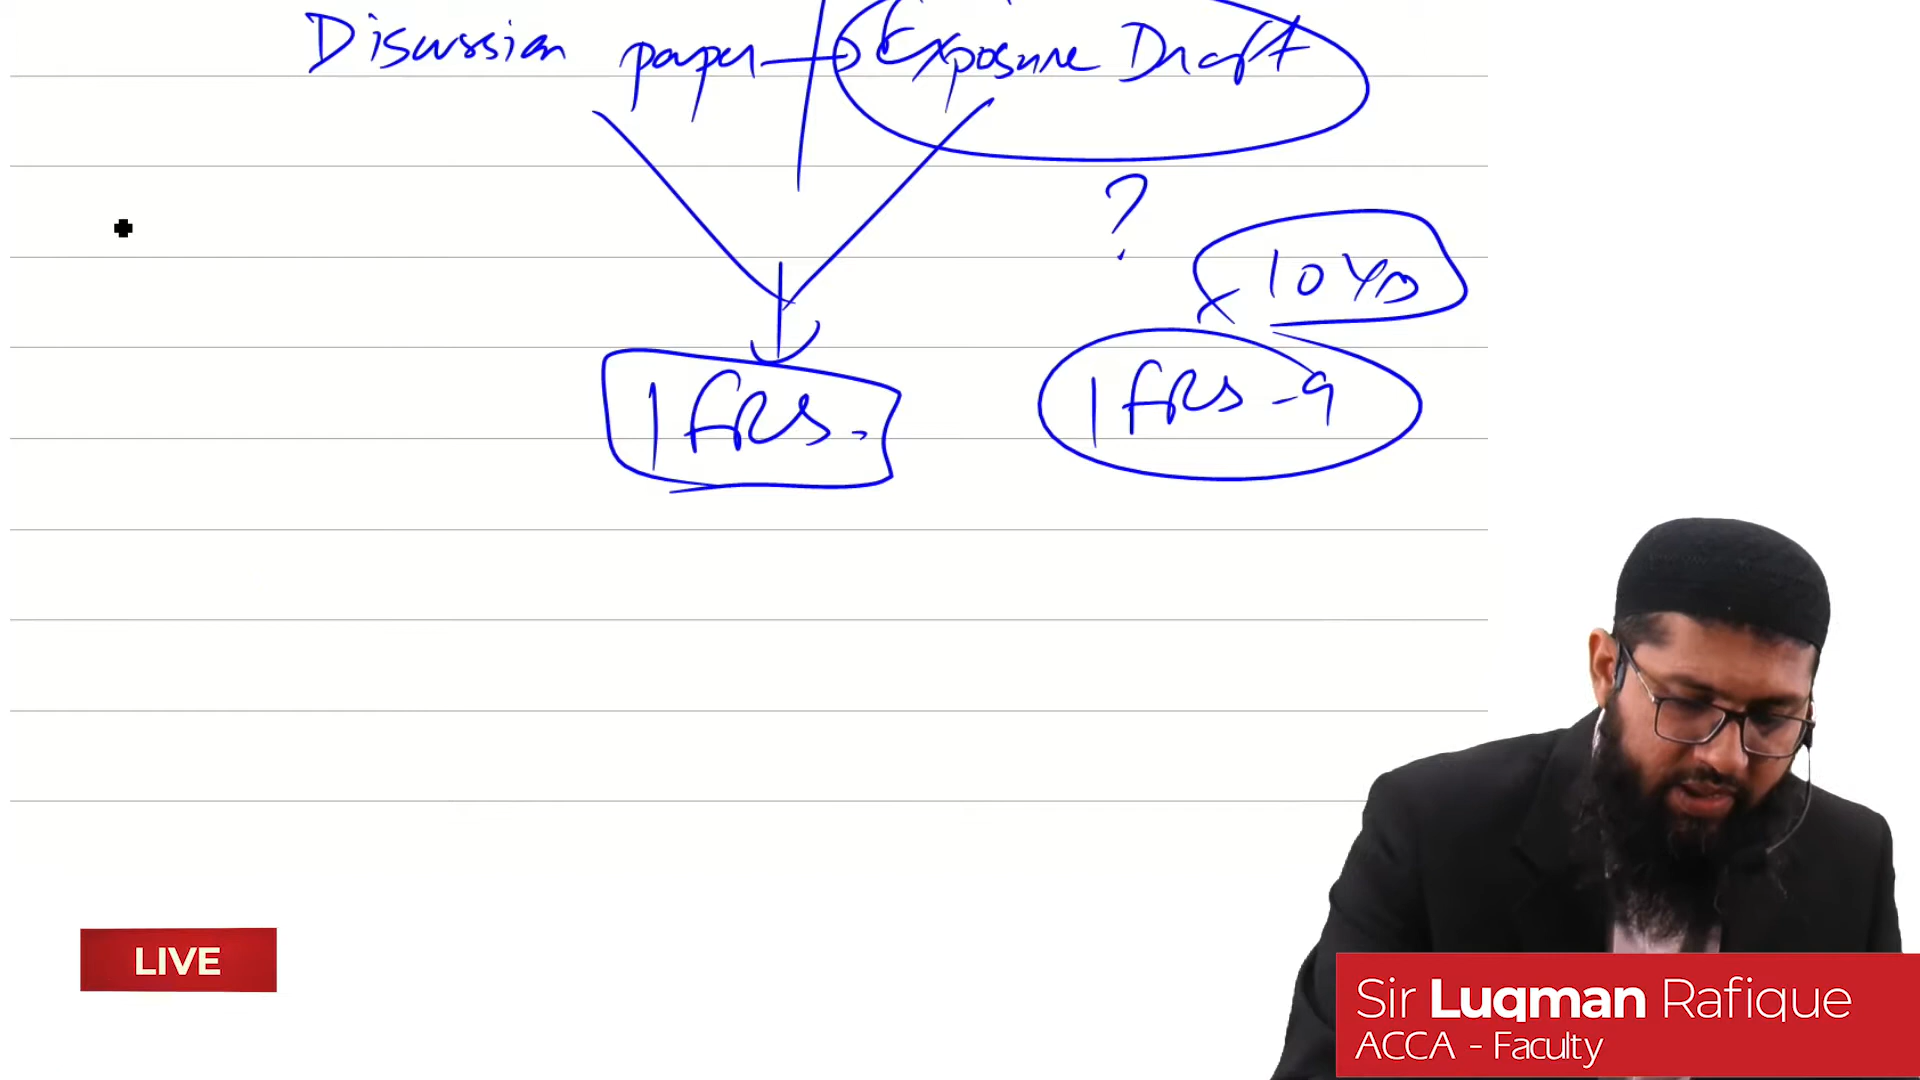 Discussion paper → Exposure Draft
?
10 Yrs
IFRS. IFRS-9
LIVE
Sir Luqman Rafique
ACCA - Faculty